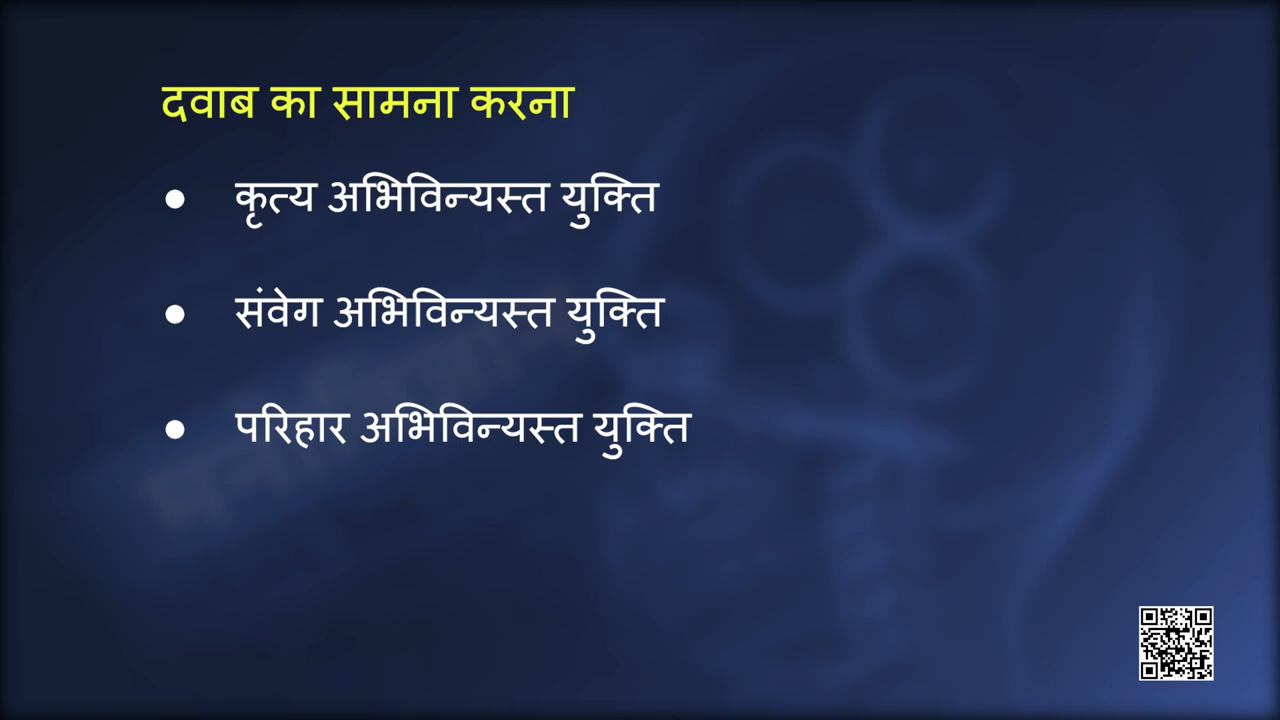 दवाब का सामना करना
● कृत्य अभिविन्यस्त युक्ति
● संवेग अभिविन्यस्त युक्ति
● परिहार अभिविन्यस्त युक्ति